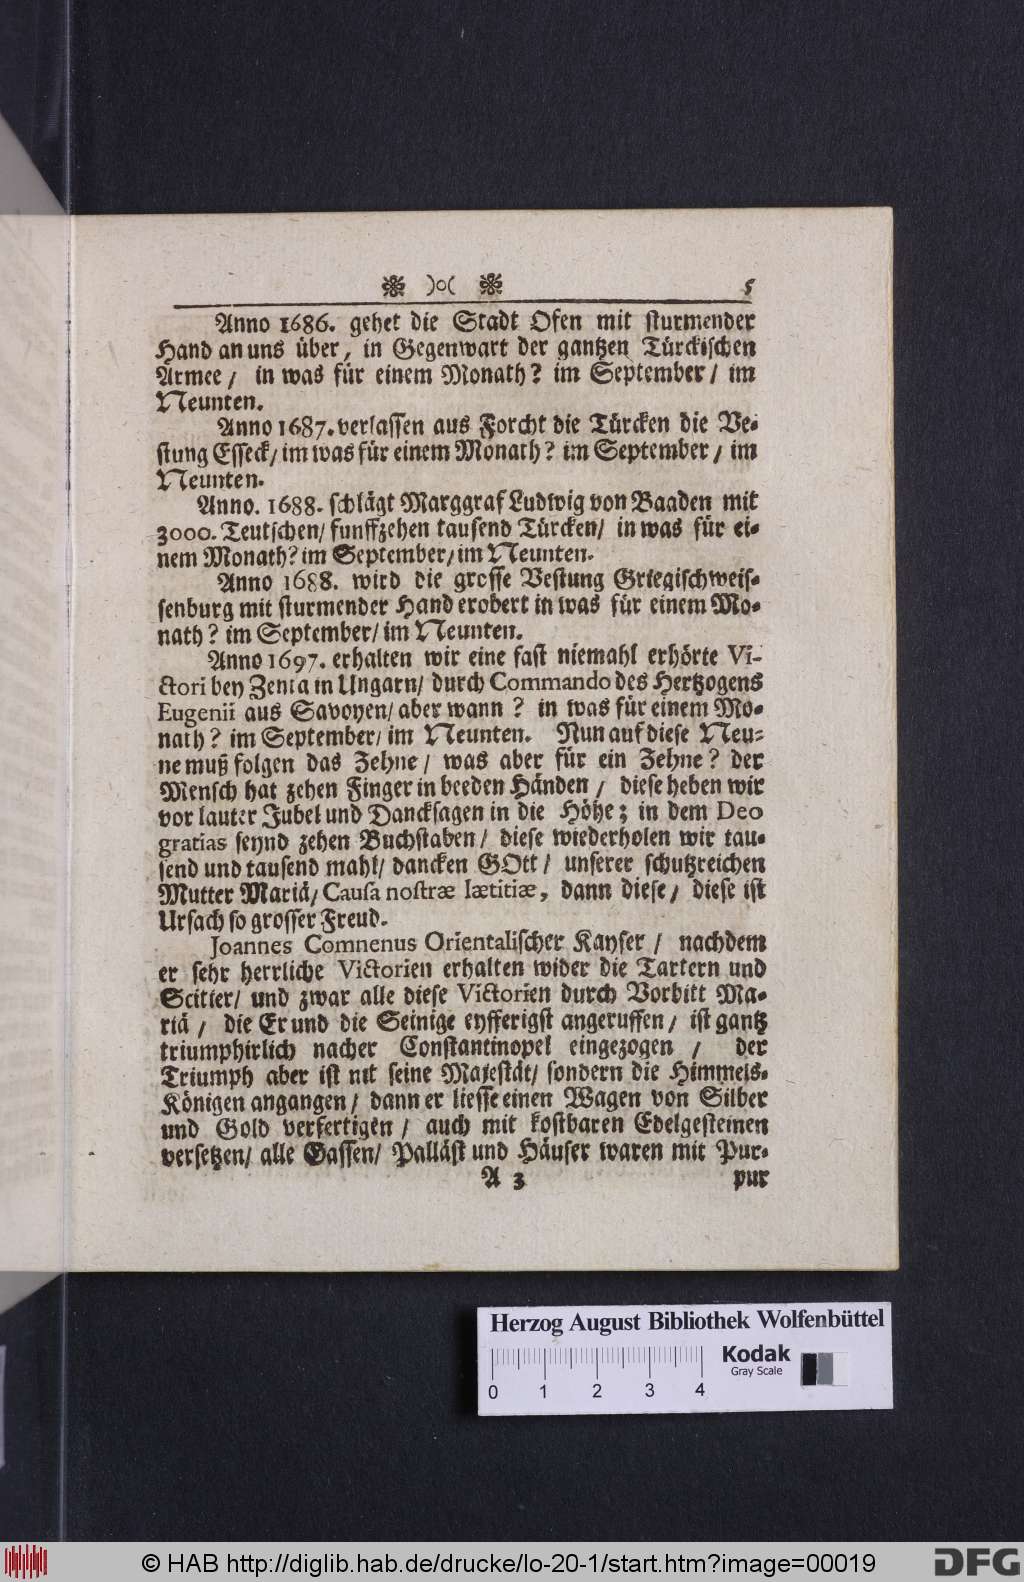 ❋ )o( ❋ 5
Anno 1686. gehet die Stadt Ofen mit stürmender
Hand an uns über, in Gegenwart der gantzen Türckischen
Armee / in was für einem Monath? im September / im
Neunten.
Anno 1687. verlassen aus Forcht die Türcken die Ve-
stung Esseck / im was für einem Monath? im September / im
Neunten.
Anno. 1688. schlägt Marggraf Ludwig von Baaden mit
3000. Teutschen / funffzehen tausend Türcken / in was für ei-
nem Monath? im September / im Neunten.
Anno 1688. wird die grosse Vestung Griegischweis-
senburg mit stürmender Hand erobert in was für einem Mo-
nath? im September / im Neunten.
Anno 1697. erhalten wir eine fast niemahl erhörte Vi-
ctori bey Zenta in Ungarn / durch Commando des Hertzogens
Eugenii aus Savoyen / aber wann? in was für einem Mo-
nath? im September / im Neunten. Nun auf diese Neu-
ne muß folgen das Zehne / was aber für ein Zehne? der
Mensch hat zehen Finger in beeden Händen / diese heben wir
vor lauter Jubel und Dancksagen in die Höhe; in dem Deo
gratias seynd zehen Buchstaben / diese wiederholen wir tau-
send und tausend mahl / dancken GOtt / unserer schutzreichen
Mutter Mariä / Causa nostræ lætitiæ, dann diese / diese ist
Ursach so grosser Freud.
Joannes Comnenus Orientalischer Kayser / nachdem
er sehr herrliche Victorien erhalten wider die Tartern und
Scitier / und zwar alle diese Victorien durch Vorbitt Ma-
riä / die Er und die Seinige eyfferigst angeruffen / ist gantz
triumphirlich nacher Constantinopel eingezogen / der
Triumph aber ist nit seine Majestät / sondern die Himmels-
Königen angangen / dann er liesse einen Wagen von Silber
und Gold verfertigen / auch mit kostbaren Edelgesteinen
versetzen / alle Gassen / Palläst und Häuser waren mit Pur-
A 3 pur
Herzog August Bibliothek Wolfenbüttel
Kodak
Gray Scale
0 1 2 3 4
© HAB http://diglib.hab.de/drucke/lo-20-1/start.htm?image=00019
DFG